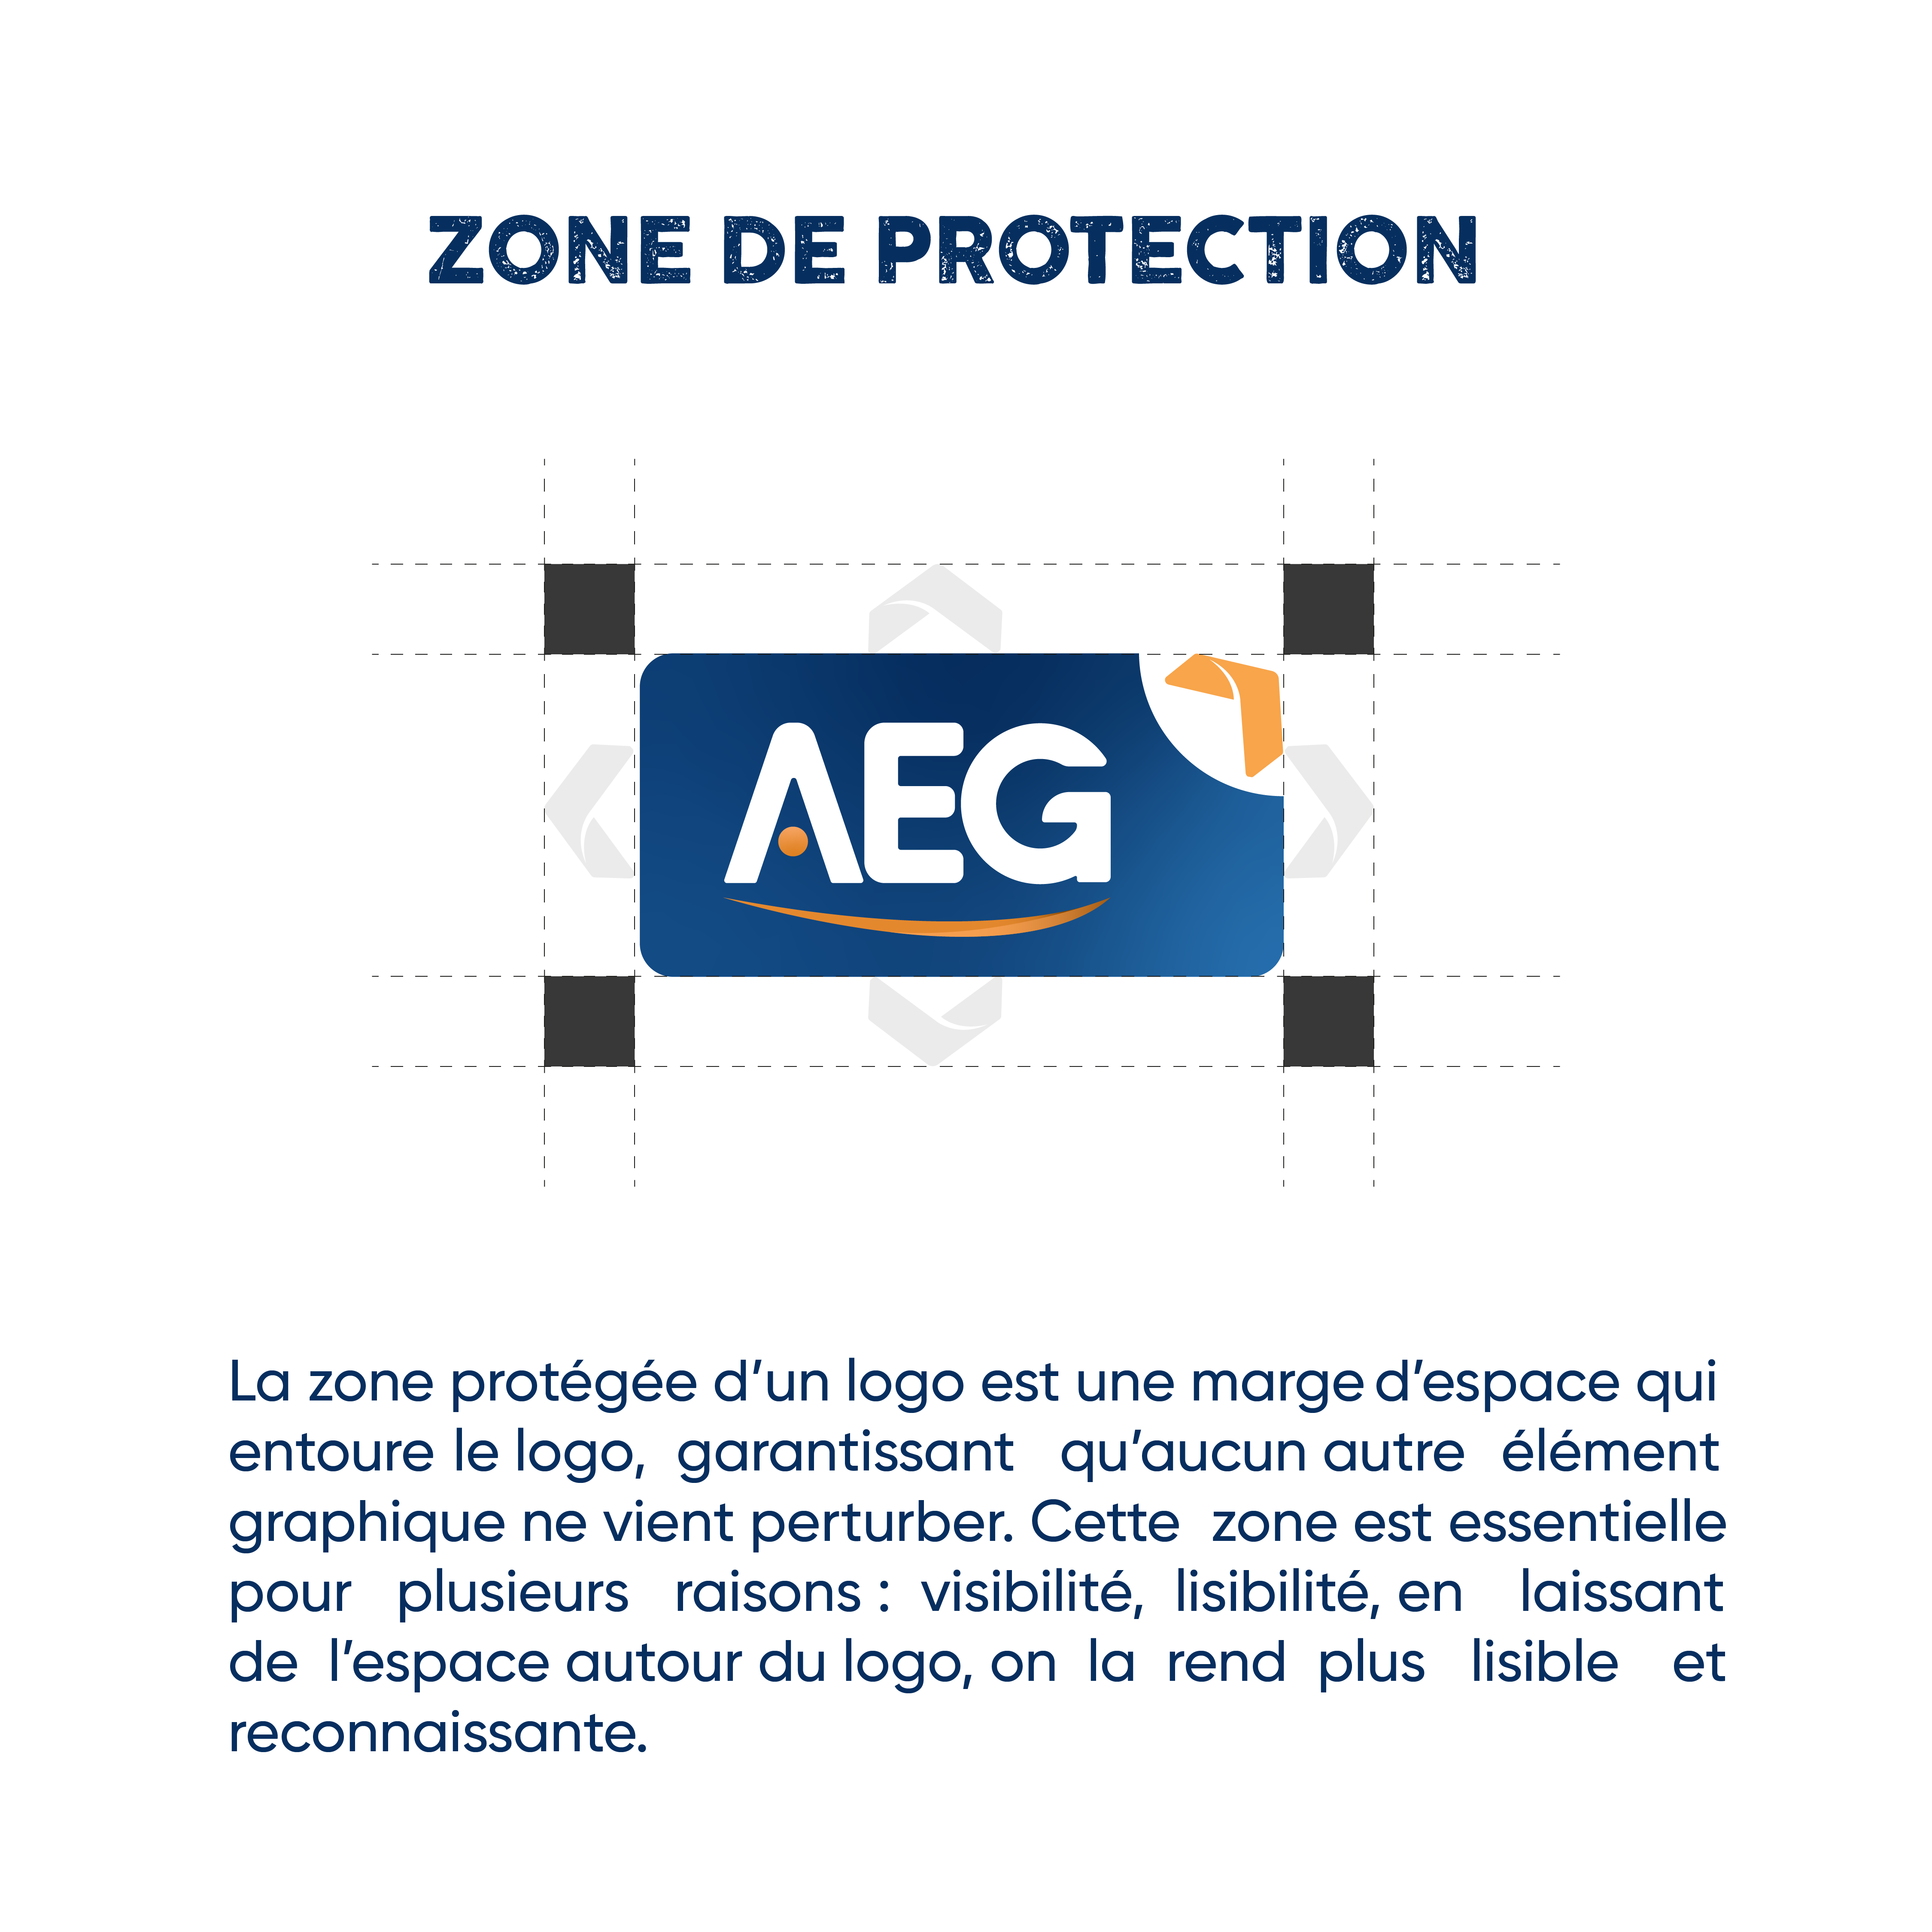 ZONE DE PROTECTION
AEG
La zone protégée d’un logo est une marge d’espace qui
entoure le logo, garantissant qu’aucun autre élément
graphique ne vient perturber. Cette zone est essentielle
pour plusieurs raisons : visibilité, lisibilité, en laissant
de l’espace autour du logo, on la rend plus lisible et
reconnaissante.